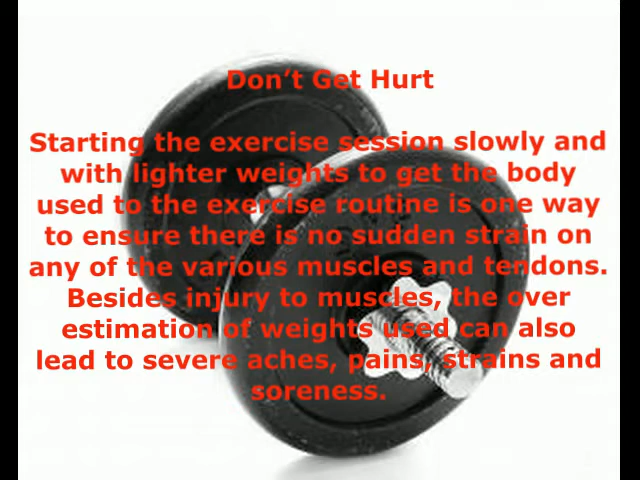 Don’t Get Hurt
Starting the exercise session slowly and
with lighter weights to get the body
used to the exercise routine is one way
to ensure there is no sudden strain on
any of the various muscles and tendons.
Besides injury to muscles, the over
estimation of weights used can also
lead to severe aches, pains, strains and
soreness.